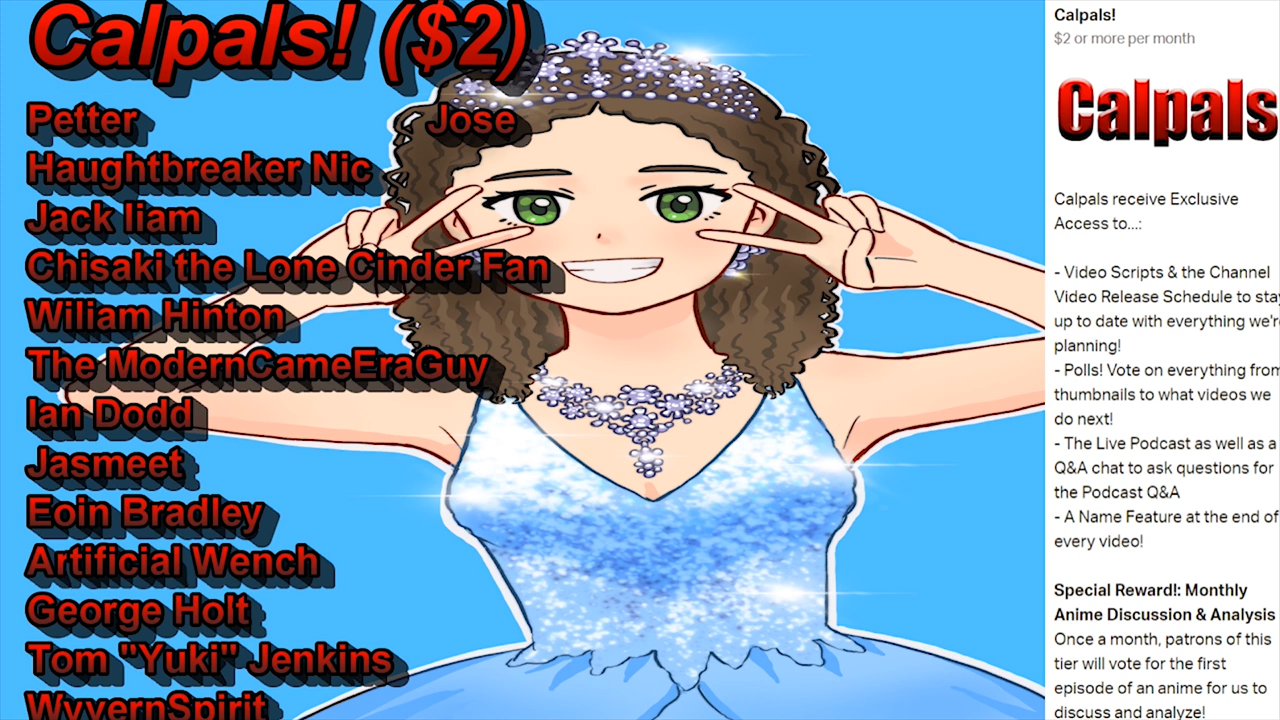 Calpals! ($2)
Petter
Jose
Haughtbreaker Nic
Jack liam
Chisaki the Lone Cinder Fan
Wiliam Hinton
The ModernCameEraGuy
Ian Dodd
Jasmeet
Eoin Bradley
Artificial Wench
George Holt
Tom "Yuki" Jenkins
WyvernSpirit
Calpals!
$2 or more per month
Calpals
Calpals receive Exclusive
Access to...:
- Video Scripts & the Channel
Video Release Schedule to stay
up to date with everything we're
planning!
- Polls! Vote on everything from
thumbnails to what videos we
do next!
- The Live Podcast as well as a
Q&A chat to ask questions for
the Podcast Q&A
- A Name Feature at the end of
every video!
Special Reward!: Monthly
Anime Discussion & Analysis
Once a month, patrons of this
tier will vote for the first
episode of an anime for us to
discuss and analyze!